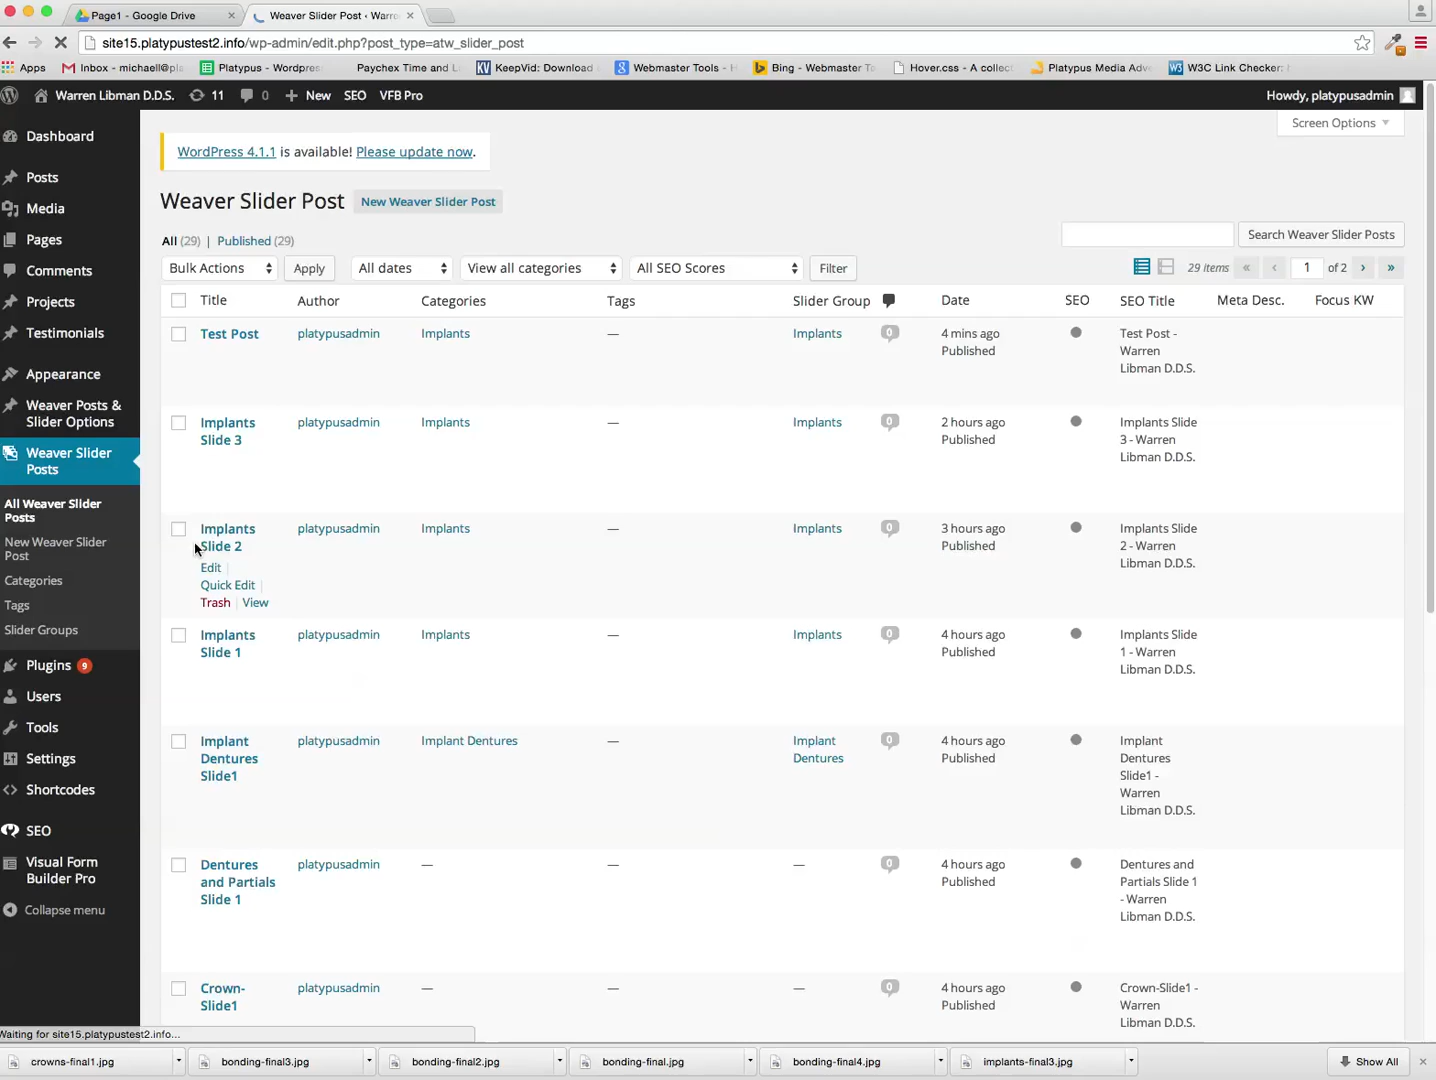 Page1 - Google Drive
Weaver Slider Post ‹ Warr
site15.platypustest2.info/wp-admin/edit.php?post_type=atw_slider_post
Apps
Inbox - michaell@pl
Platypus - Wordpres
Paychex Time and L
KeepVid: Download
Webmaster Tools - H
Bing - Webmaster To
Hover.css - A collect
Platypus Media Adv
W3C Link Checker:
Warren Libman D.D.S.
11
0
New
SEO
VFB Pro
Howdy, platypusadmin
Screen Options
Dashboard
Posts
Media
Pages
Comments
Projects
Testimonials
Appearance
Weaver Posts &
Slider Options
Weaver Slider
Posts
All Weaver Slider
Posts
New Weaver Slider
Post
Categories
Tags
Slider Groups
Plugins 9
Users
Tools
Settings
Shortcodes
SEO
Visual Form
Builder Pro
Collapse menu
WordPress 4.1.1 is available! Please update now.
Weaver Slider Post
New Weaver Slider Post
All (29) | Published (29)
Search Weaver Slider Posts
Bulk Actions
Apply
All dates
View all categories
All SEO Scores
Filter
29 items
«
‹
1 of 2
›
»
Title
Author
Categories
Tags
Slider Group
Date
SEO
SEO Title
Meta Desc.
Focus KW
Test Post
platypusadmin
Implants
—
Implants
0
4 mins ago
Published
Test Post -
Warren
Libman D.D.S.
Implants
Slide 3
platypusadmin
Implants
—
Implants
0
2 hours ago
Published
Implants Slide
3 - Warren
Libman D.D.S.
Implants
Slide 2
Edit |
Quick Edit |
Trash | View
platypusadmin
Implants
—
Implants
0
3 hours ago
Published
Implants Slide
2 - Warren
Libman D.D.S.
Implants
Slide 1
platypusadmin
Implants
—
Implants
0
4 hours ago
Published
Implants Slide
1 - Warren
Libman D.D.S.
Implant
Dentures
Slide1
platypusadmin
Implant Dentures
—
Implant
Dentures
0
4 hours ago
Published
Implant
Dentures
Slide1 -
Warren
Libman D.D.S.
Dentures
and Partials
Slide 1
platypusadmin
—
—
—
0
4 hours ago
Published
Dentures and
Partials Slide 1
- Warren
Libman D.D.S.
Crown-
Slide1
platypusadmin
—
—
—
0
4 hours ago
Published
Crown-Slide1 -
Warren
Libman D.D.S.
Waiting for site15.platypustest2.info...
crowns-final1.jpg
bonding-final3.jpg
bonding-final2.jpg
bonding-final.jpg
bonding-final4.jpg
implants-final3.jpg
Show All